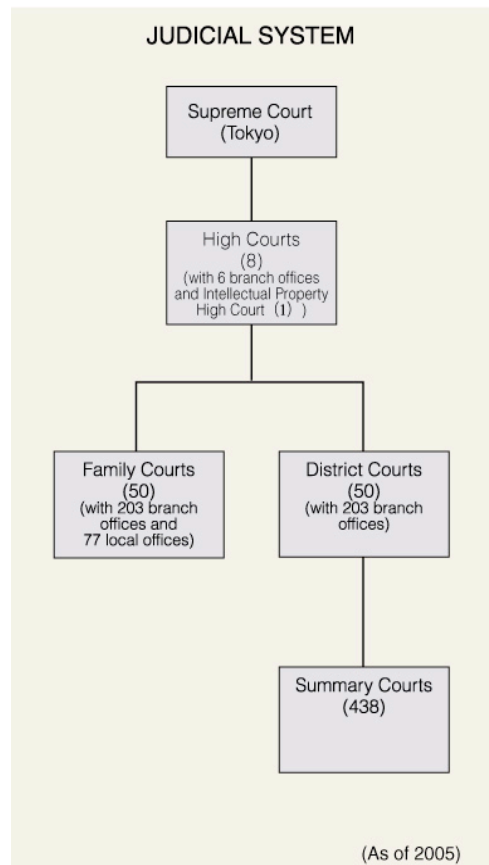 JUDICIAL SYSTEM
Supreme Court
(Tokyo)
High Courts
(8)
(with 6 branch offices
and Intellectual Property
High Court (1) )
Family Courts
(50)
(with 203 branch
offices and
77 local offices)
District Courts
(50)
(with 203 branch
offices)
Summary Courts
(438)
(As of 2005)